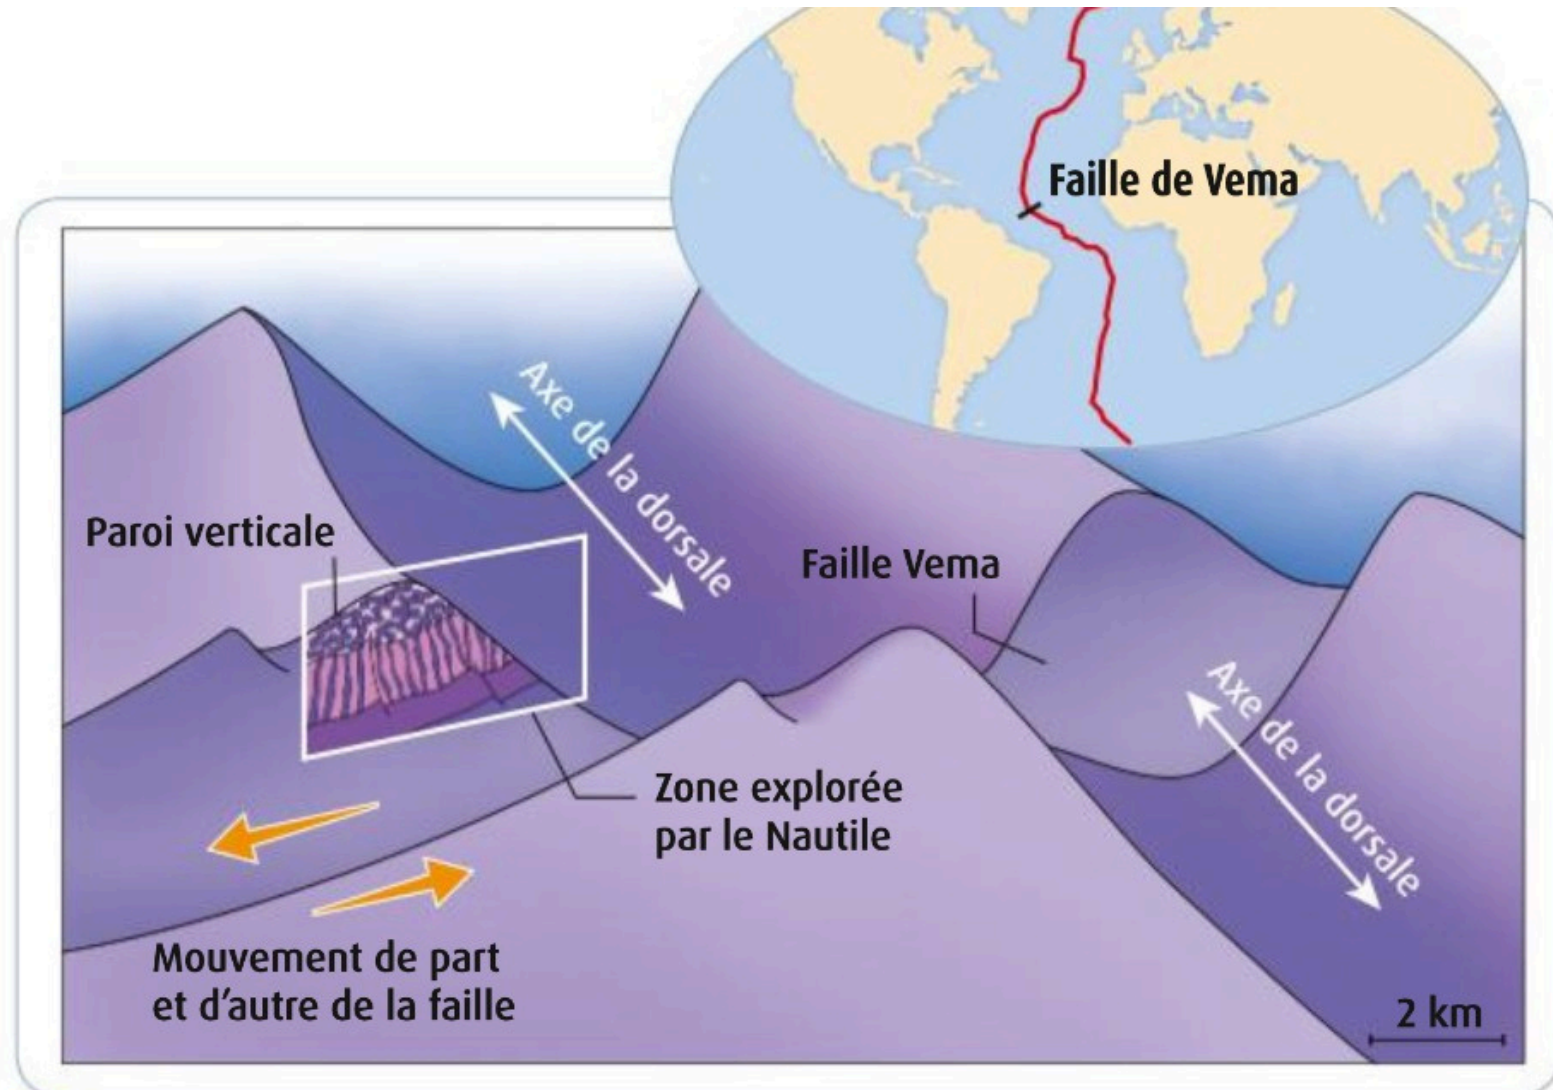 Faille de Vema
Axe de la dorsale
Paroi verticale
Faille Vema
Axe de la dorsale
Zone explorée
par le Nautile
Mouvement de part
et d'autre de la faille
2 km